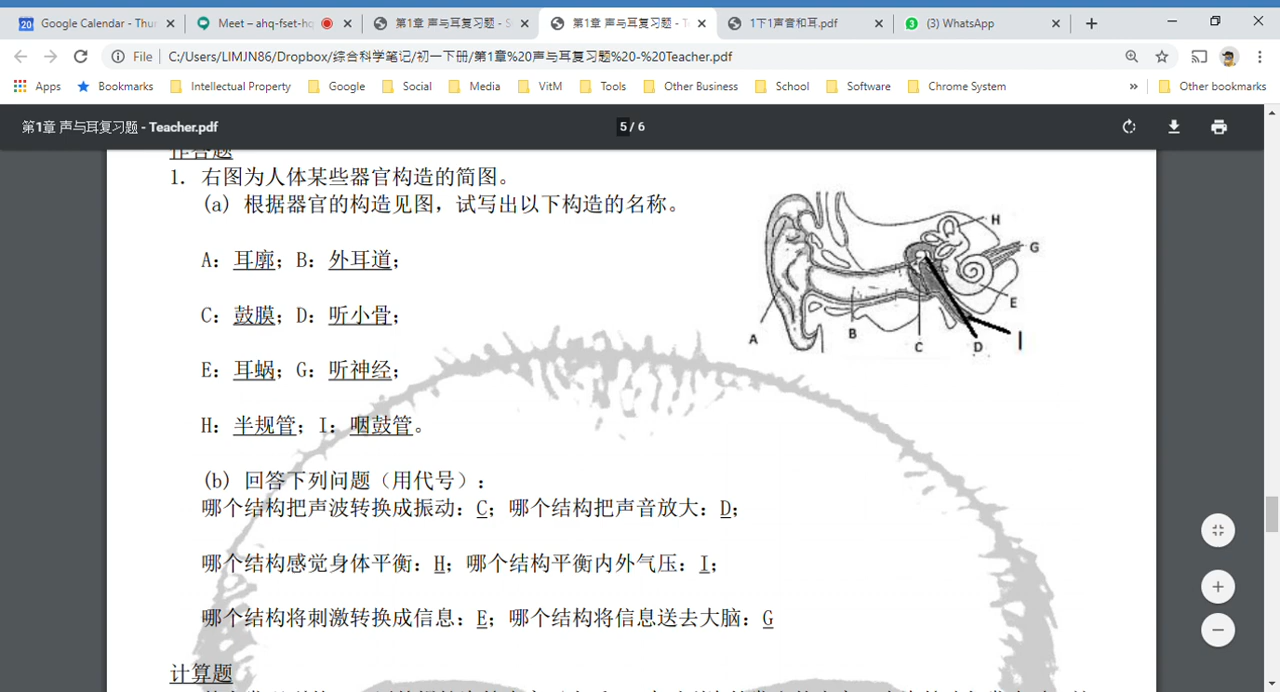 20 Google Calendar - Thur
Meet – ahq-fset-hq
第1章 声与耳复习题 - S
第1章 声与耳复习题 - T
1下1声音和耳.pdf
3 (3) WhatsApp
File C:/Users/LIMJN86/Dropbox/综合科学笔记/初一下册/第1章%20声与耳复习题%20-%20Teacher.pdf
Apps Bookmarks Intellectual Property Google Social Media VitM Tools Other Business School Software Chrome System » Other bookmarks
第1章 声与耳复习题 - Teacher.pdf 5 / 6
作答题
1. 右图为人体某些器官构造的简图。
(a) 根据器官的构造见图，试写出以下构造的名称。
A：耳廓；B：外耳道；
C：鼓膜；D：听小骨；
E：耳蜗；G：听神经；
H：半规管；I：咽鼓管。
H
G
E
A B C D I
(b) 回答下列问题（用代号）：
哪个结构把声波转换成振动：C；哪个结构把声音放大：D；
哪个结构感觉身体平衡：H；哪个结构平衡内外气压：I；
哪个结构将刺激转换成信息：E；哪个结构将信息送去大脑：G
计算题